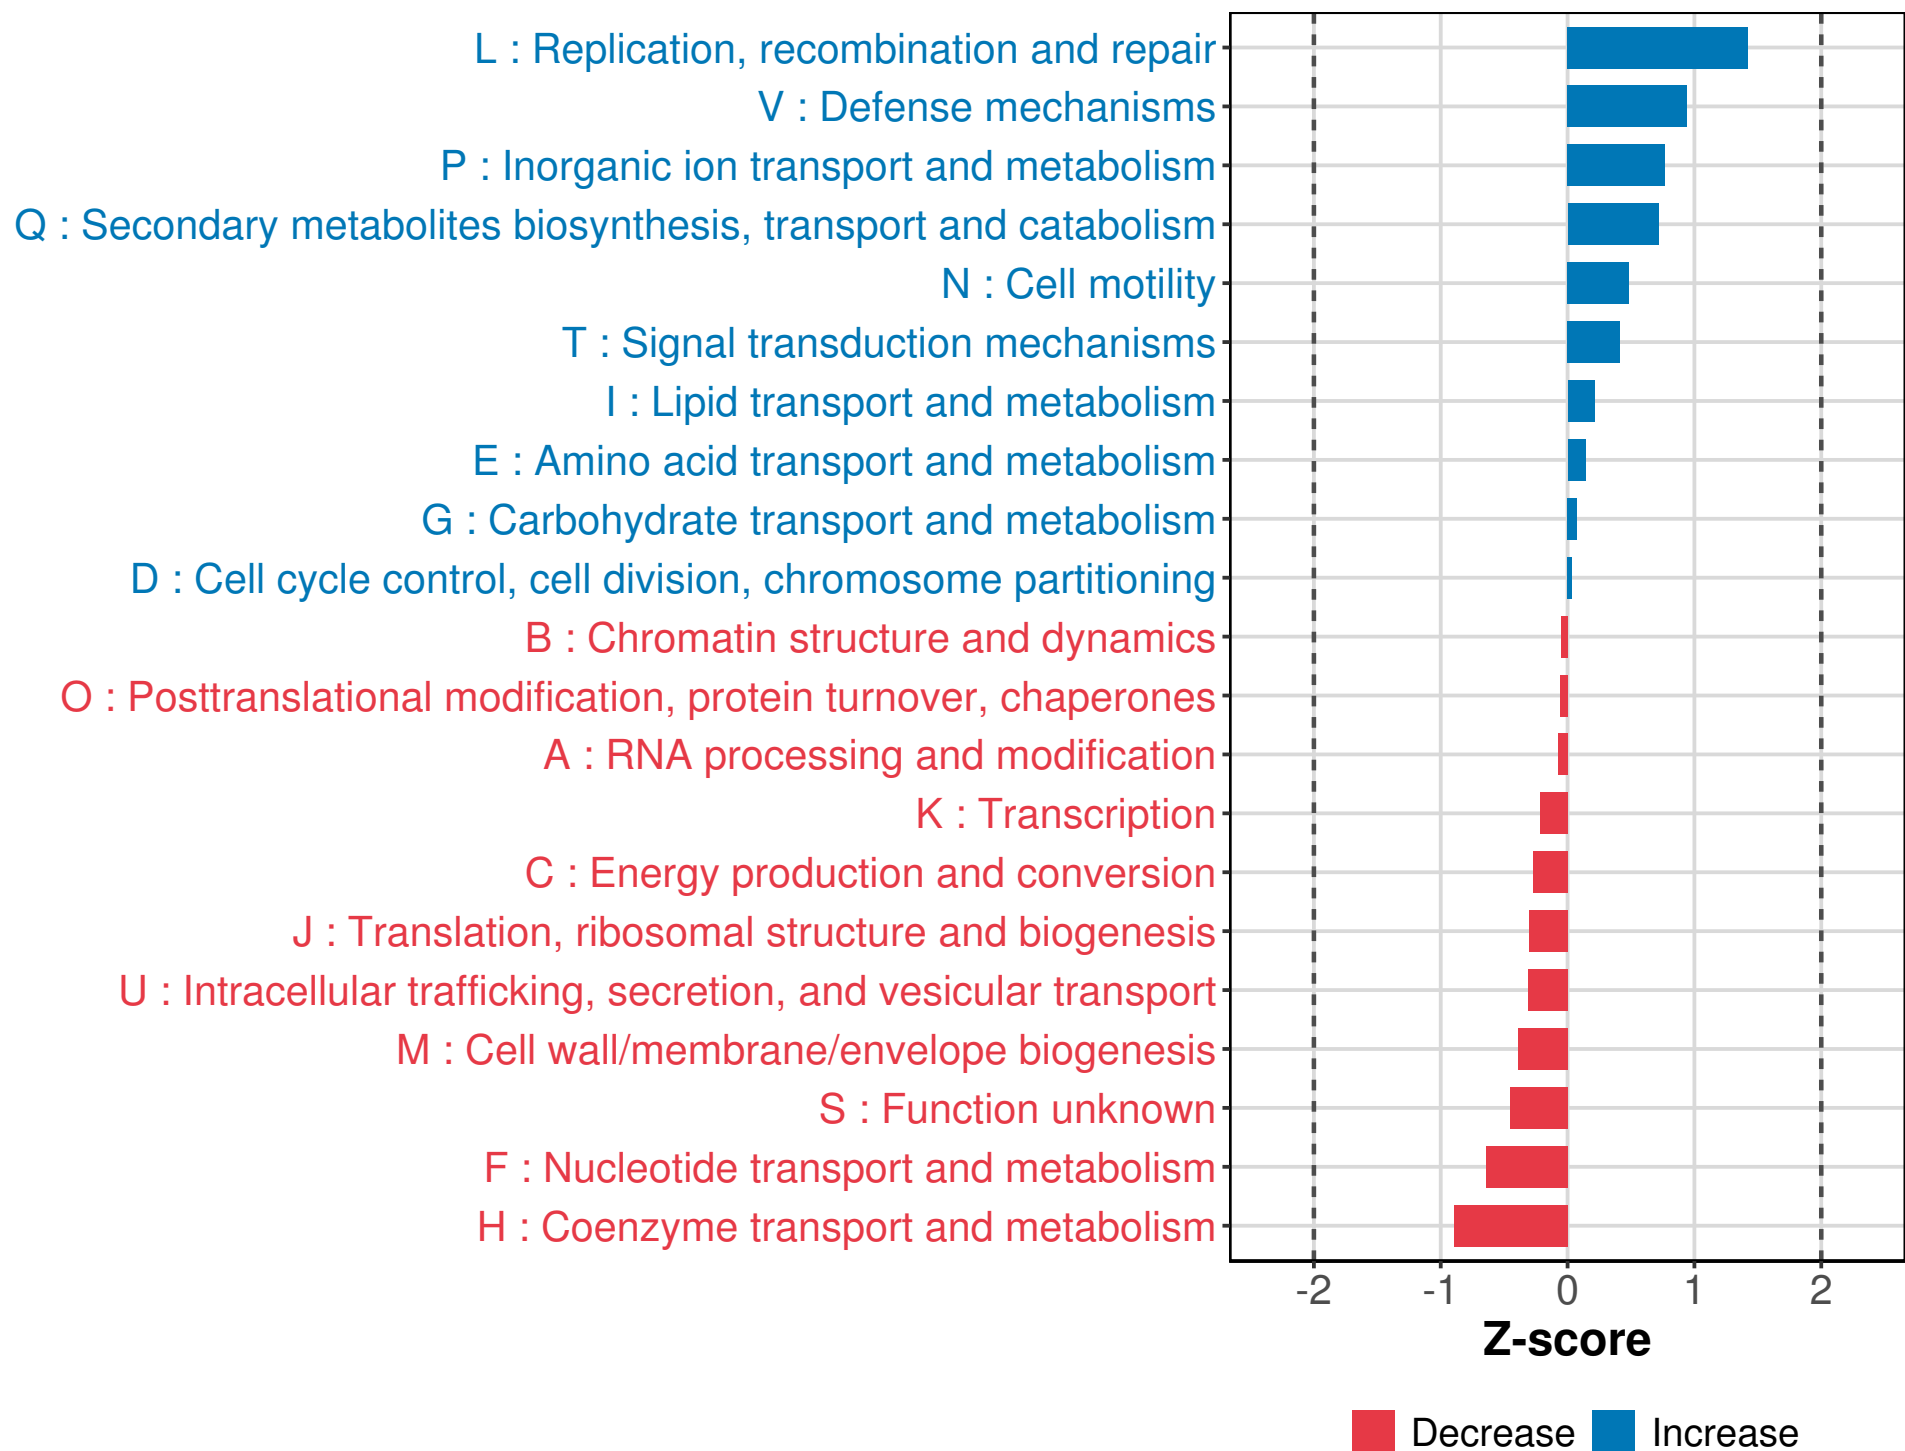 L : Replication, recombination and repair
V : Defense mechanisms
P : Inorganic ion transport and metabolism
Q : Secondary metabolites biosynthesis, transport and catabolism
N : Cell motility
T : Signal transduction mechanisms
I : Lipid transport and metabolism
E : Amino acid transport and metabolism
G : Carbohydrate transport and metabolism
D : Cell cycle control, cell division, chromosome partitioning
B : Chromatin structure and dynamics
O : Posttranslational modification, protein turnover, chaperones
A : RNA processing and modification
K : Transcription
C : Energy production and conversion
J : Translation, ribosomal structure and biogenesis
U : Intracellular trafficking, secretion, and vesicular transport
M : Cell wall/membrane/envelope biogenesis
S : Function unknown
F : Nucleotide transport and metabolism
H : Coenzyme transport and metabolism
-2 -1 0 1 2
Z-score
Decrease Increase